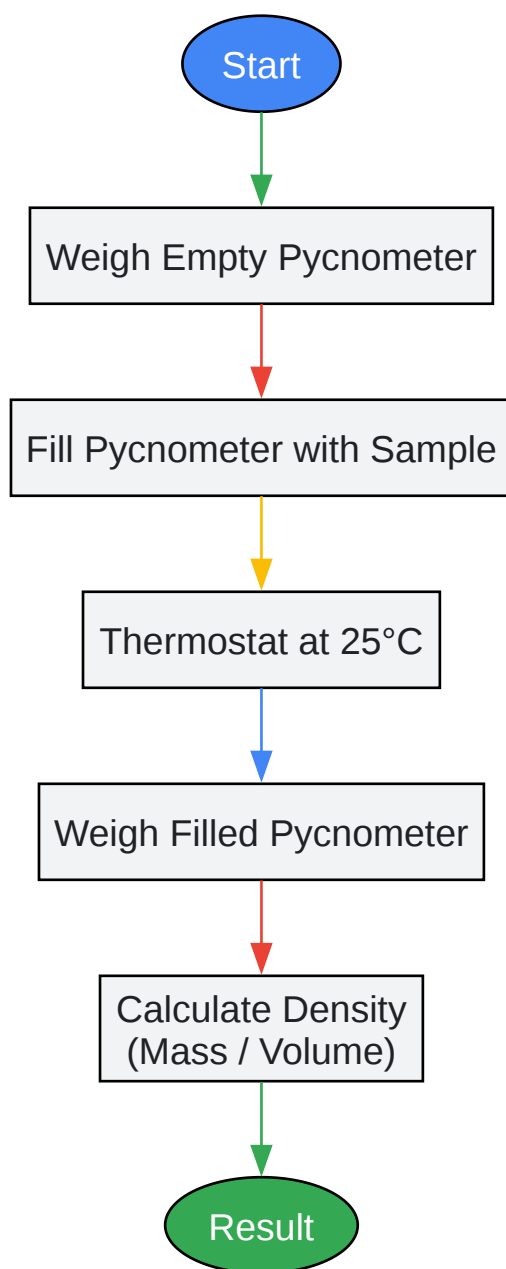 Start
Weigh Empty Pycnometer
Fill Pycnometer with Sample
Thermostat at 25°C
Weigh Filled Pycnometer
Calculate Density
(Mass / Volume)
Result